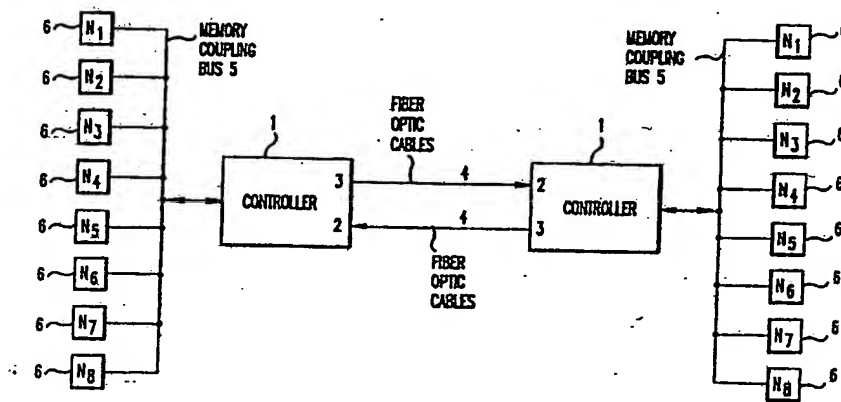 6 N1
6 N2
6 N3
6 N4
6 N5
6 N6
6 N7
6 N8
MEMORY
COUPLING
BUS 5
1
3
CONTROLLER
2
FIBER
OPTIC
CABLES
4
4
FIBER
OPTIC
CABLES
1
2
CONTROLLER
3
MEMORY
COUPLING
BUS 5
N1 6
N2 6
N3 6
N4 6
N5 6
N6 6
N7 6
N8 6